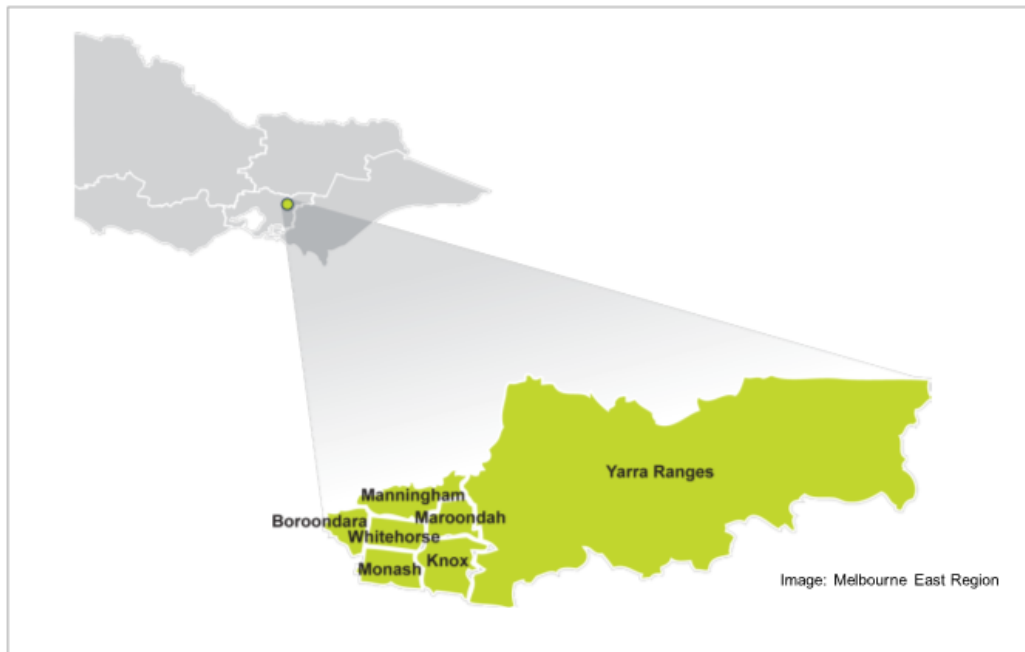 Yarra Ranges
Manningham
Boroondara
Maroondah
Whitehorse
Knox
Monash
Image: Melbourne East Region